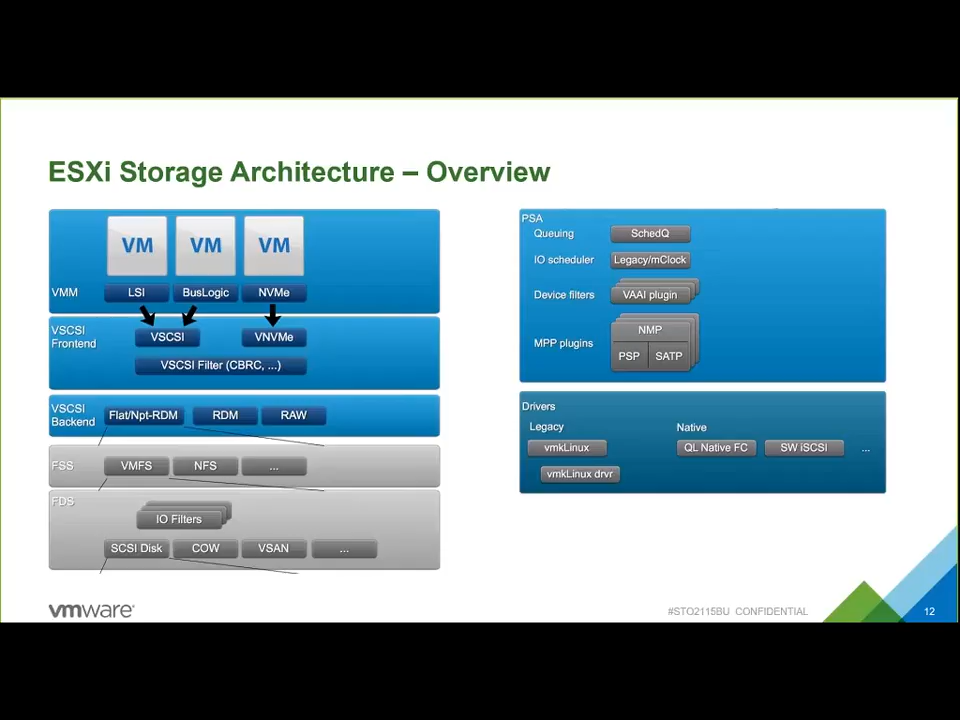 ESXi Storage Architecture – Overview
VM VM VM
VMM LSI BusLogic NVMe
VSCSI Frontend
VSCSI VNVMe
VSCSI Filter (CBRC, ...)
VSCSI Backend
Flat/Npt-RDM RDM RAW
FSS VMFS NFS ...
FDS
IO Filters
SCSI Disk COW VSAN ...
PSA
Queuing SchedQ
IO scheduler Legacy/mClock
Device filters VAAI plugin
MPP plugins NMP
PSP SATP
Drivers
Legacy Native
vmkLinux QL Native FC SW iSCSI ...
vmkLinux drvr
vmware®
#STO2115BU CONFIDENTIAL 12